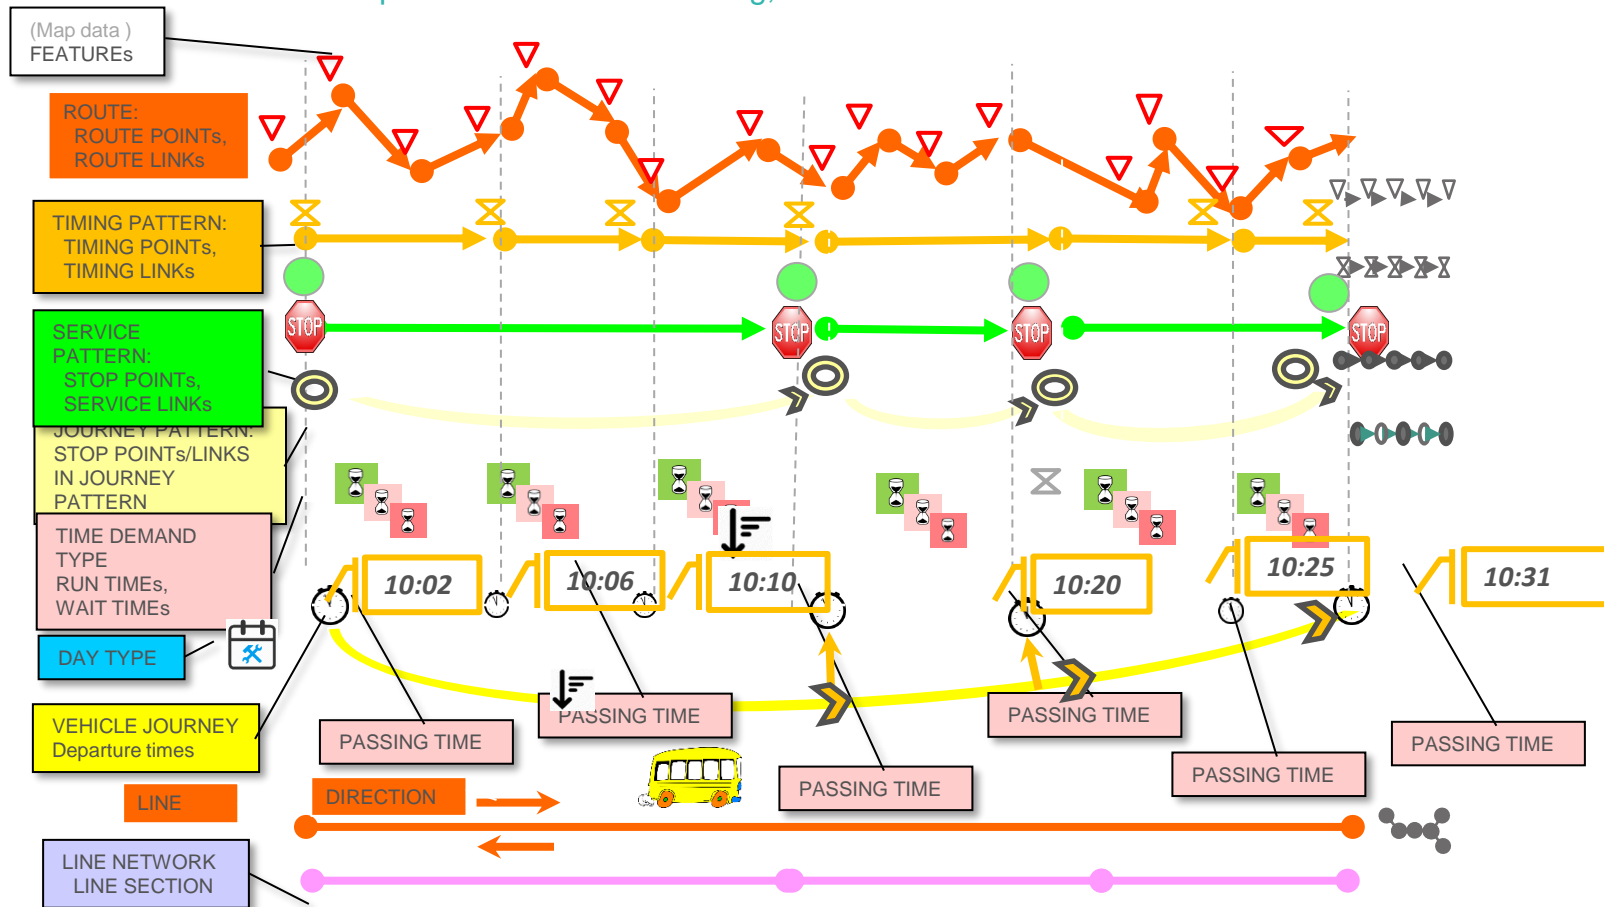 (Map data )
FEATUREs
ROUTE:
ROUTE POINTs,
ROUTE LINKs
TIMING PATTERN:
TIMING POINTs,
TIMING LINKs
SERVICE
PATTERN:
STOP POINTs,
SERVICE LINKs
STOP
STOP
STOP
STOP
JOURNEY PATTERN:
STOP POINTs/LINKS
IN JOURNEY
PATTERN
TIME DEMAND
TYPE
RUN TIMEs,
WAIT TIMEs
10:02
10:06
10:10
10:20
10:25
10:31
DAY TYPE
VEHICLE JOURNEY
Departure times
PASSING TIME
PASSING TIME
PASSING TIME
PASSING TIME
PASSING TIME
PASSING TIME
LINE
DIRECTION
LINE NETWORK
LINE SECTION